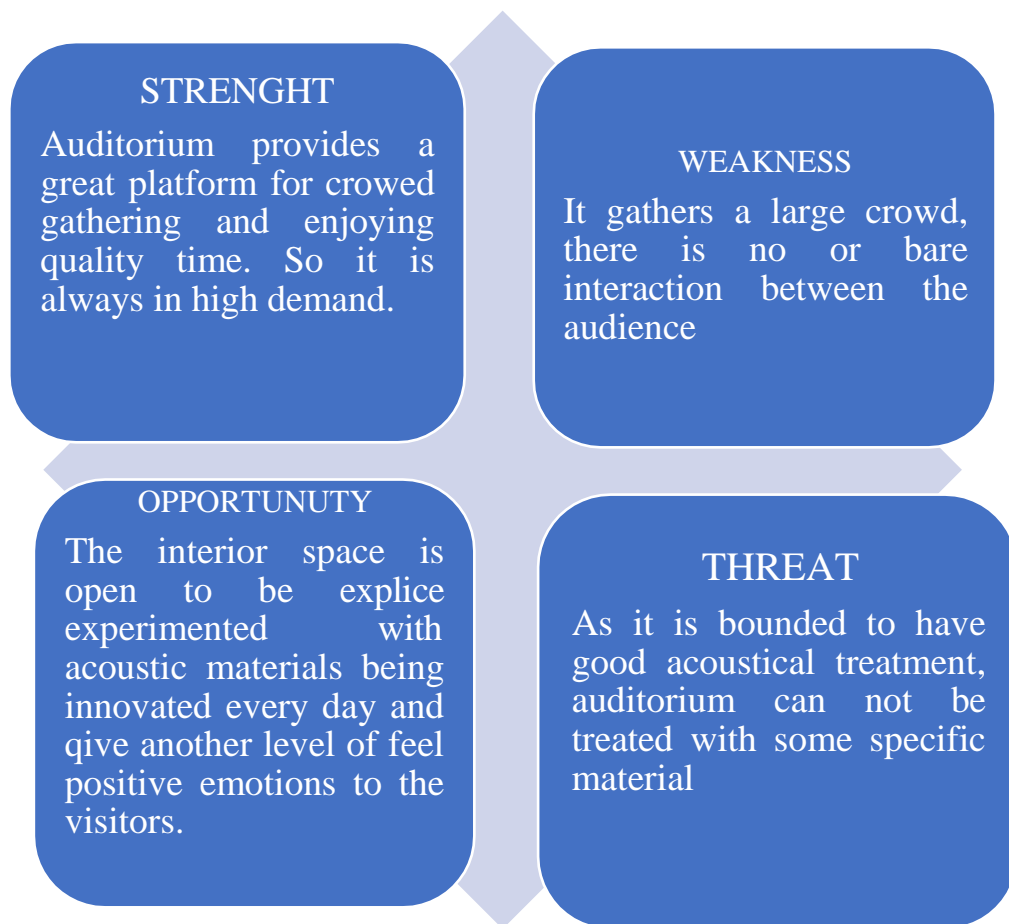 STRENGHT
Auditorium provides a
great platform for crowed
gathering and enjoying
quality time. So it is
always in high demand.
WEAKNESS
It gathers a large crowd,
there is no or bare
interaction between the
audience
OPPORTUNUTY
The interior space is
open to be explice
experimented with
acoustic materials being
innovated every day and
qive another level of feel
positive emotions to the
visitors.
THREAT
As it is bounded to have
good acoustical treatment,
auditorium can not be
treated with some specific
material